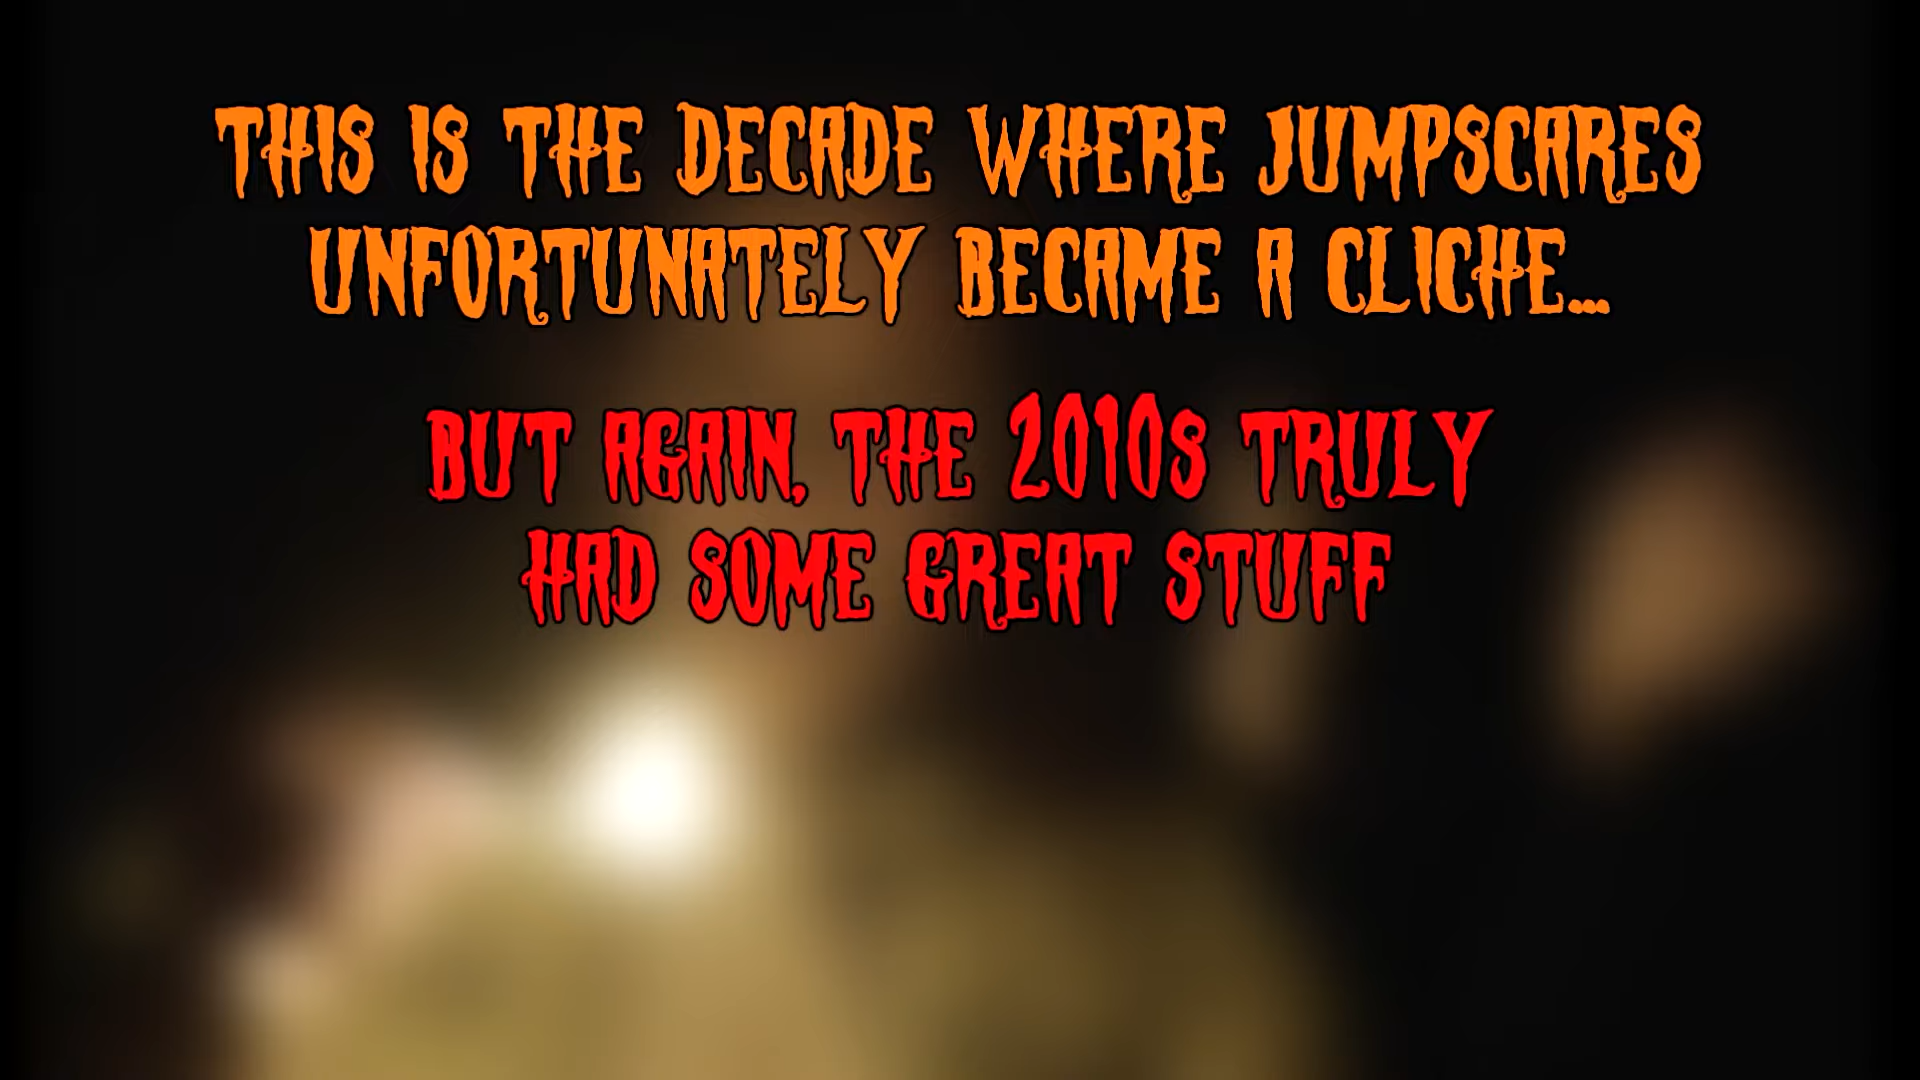 THIS IS THE DECADE WHERE JUMPSCARES
UNFORTUNATELY BECAME A CLICHE...
BUT AGAIN, THE 2010S TRULY
HAD SOME GREAT STUFF